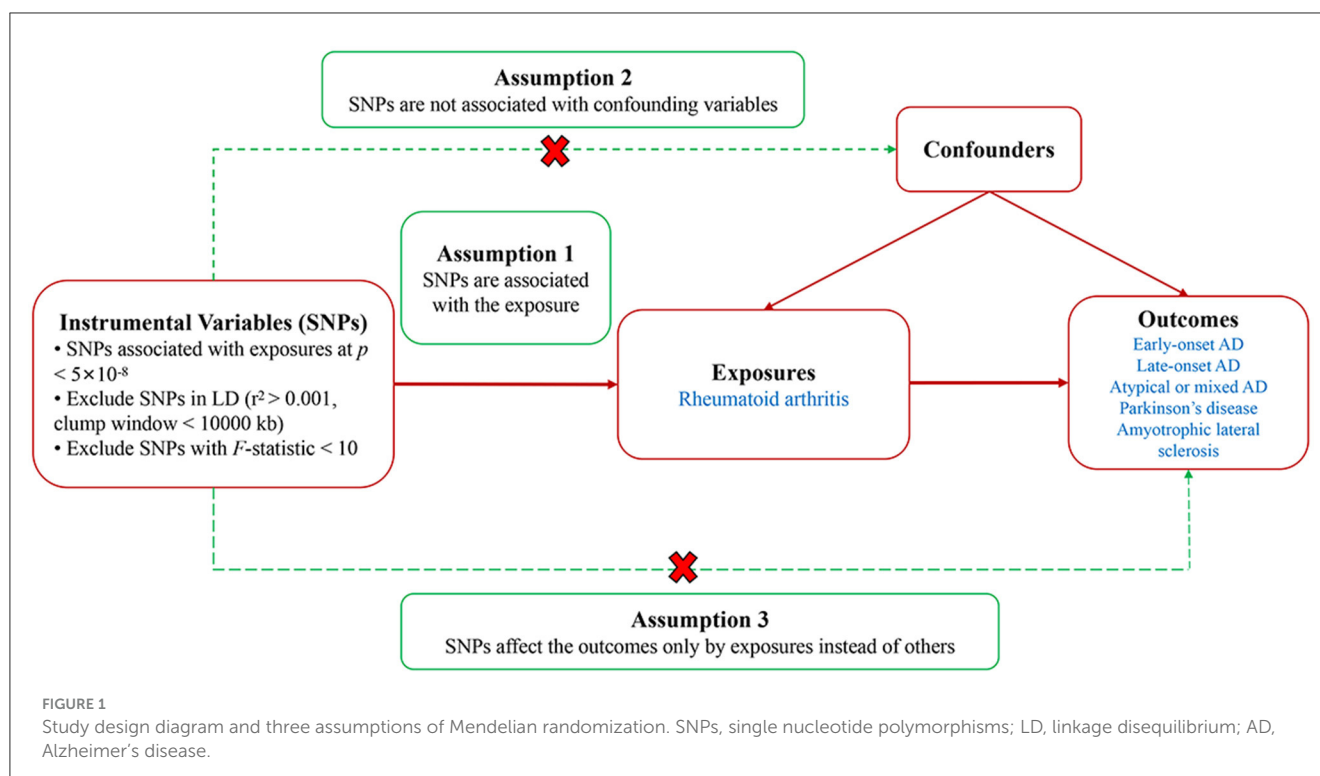 Assumption 2
SNPs are not associated with confounding variables
Confounders
Assumption 1
SNPs are associated
with the exposure
Instrumental Variables (SNPs)
• SNPs associated with exposures at p
< 5×10⁻⁸
• Exclude SNPs in LD (r² > 0.001,
clump window < 10000 kb)
• Exclude SNPs with F-statistic < 10
Exposures
Rheumatoid arthritis
Outcomes
Early-onset AD
Late-onset AD
Atypical or mixed AD
Parkinson's disease
Amyotrophic lateral
sclerosis
Assumption 3
SNPs affect the outcomes only by exposures instead of others
FIGURE 1
Study design diagram and three assumptions of Mendelian randomization. SNPs, single nucleotide polymorphisms; LD, linkage disequilibrium; AD,
Alzheimer's disease.